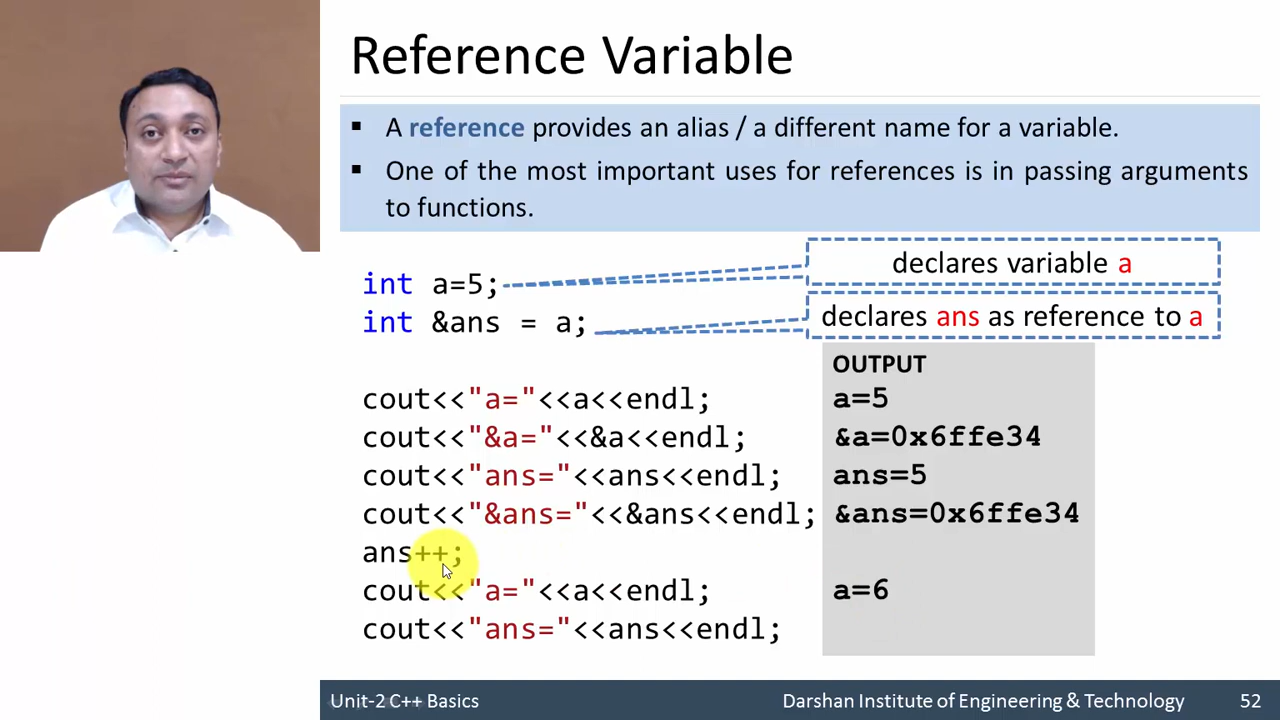 Reference Variable
▪ A reference provides an alias / a different name for a variable.
▪ One of the most important uses for references is in passing arguments
to functions.
int a=5;
declares variable a
int &ans = a;
declares ans as reference to a
OUTPUT
cout<<"a="<<a<<endl;
a=5
cout<<"&a="<<&a<<endl;
&a=0x6ffe34
cout<<"ans="<<ans<<endl;
ans=5
cout<<"&ans="<<&ans<<endl;
&ans=0x6ffe34
ans++;
cout<<"a="<<a<<endl;
a=6
cout<<"ans="<<ans<<endl;
Unit-2 C++ Basics
Darshan Institute of Engineering & Technology
52